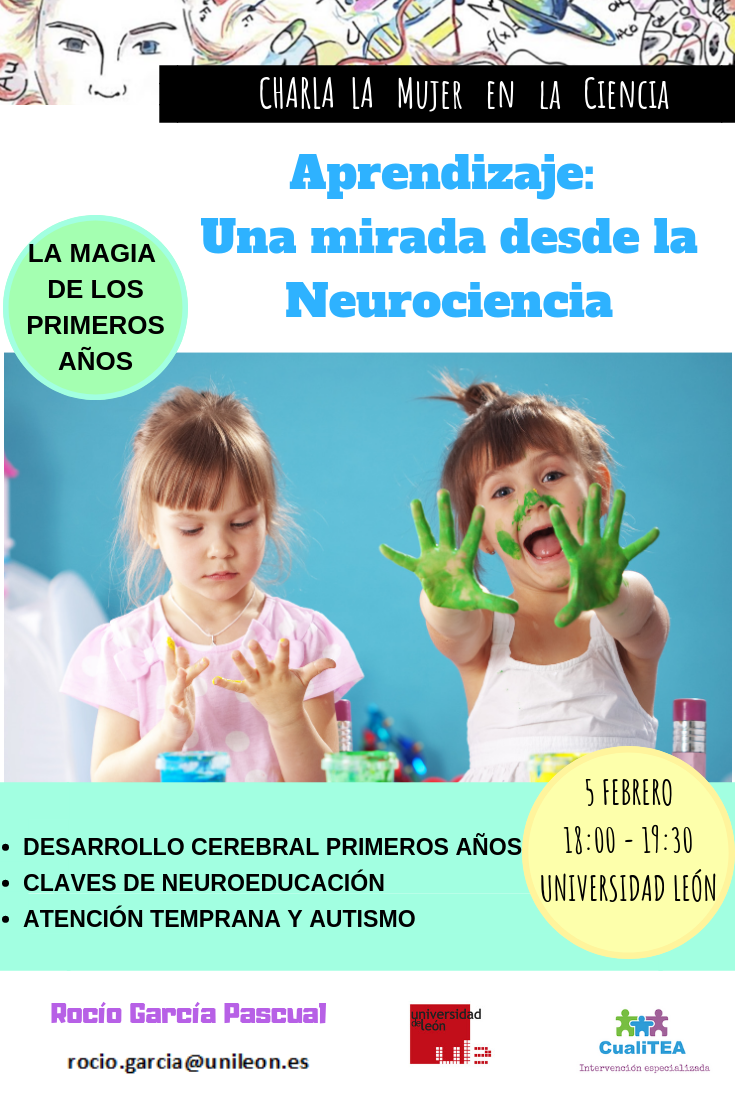 CHARLA LA Mujer en la Ciencia
Aprendizaje:
Una mirada desde la
Neurociencia
LA MAGIA
DE LOS
PRIMEROS
AÑOS
5 FEBRERO
18:00 - 19:30
UNIVERSIDAD LEÓN
• DESARROLLO CEREBRAL PRIMEROS AÑOS
• CLAVES DE NEUROEDUCACIÓN
• ATENCIÓN TEMPRANA Y AUTISMO
Rocío García Pascual
rocio.garcia@unileon.es
universidad
de león
ule
CualiTEA
Intervención especializada